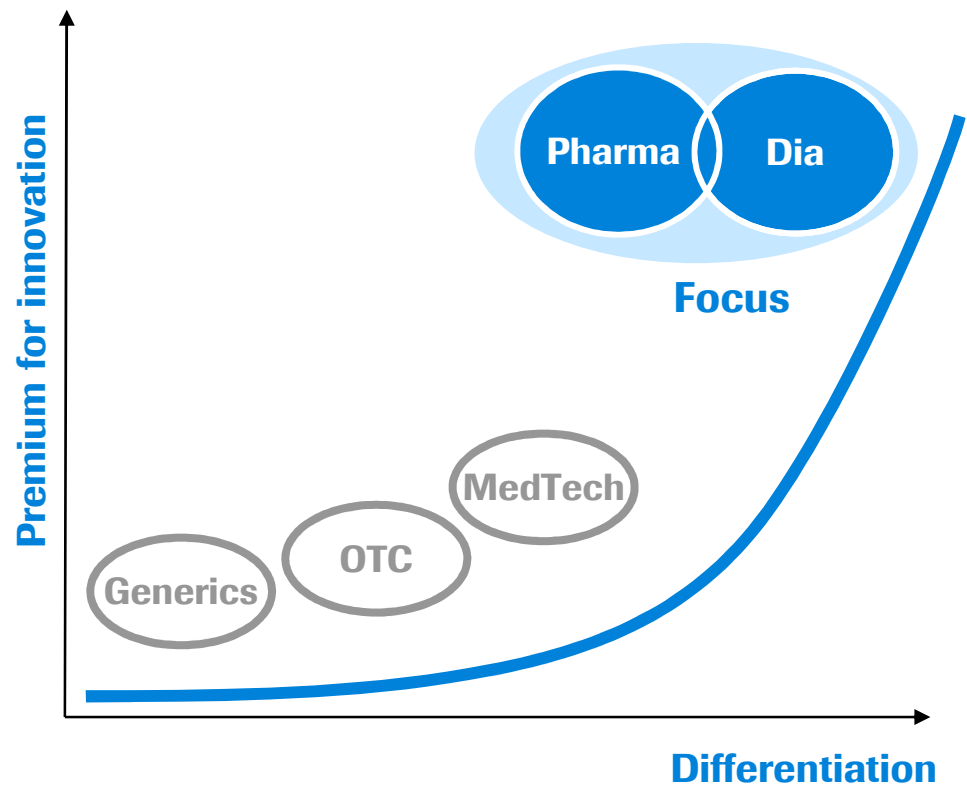 Premium for innovation
Pharma
Dia
Focus
MedTech
OTC
Generics
Differentiation